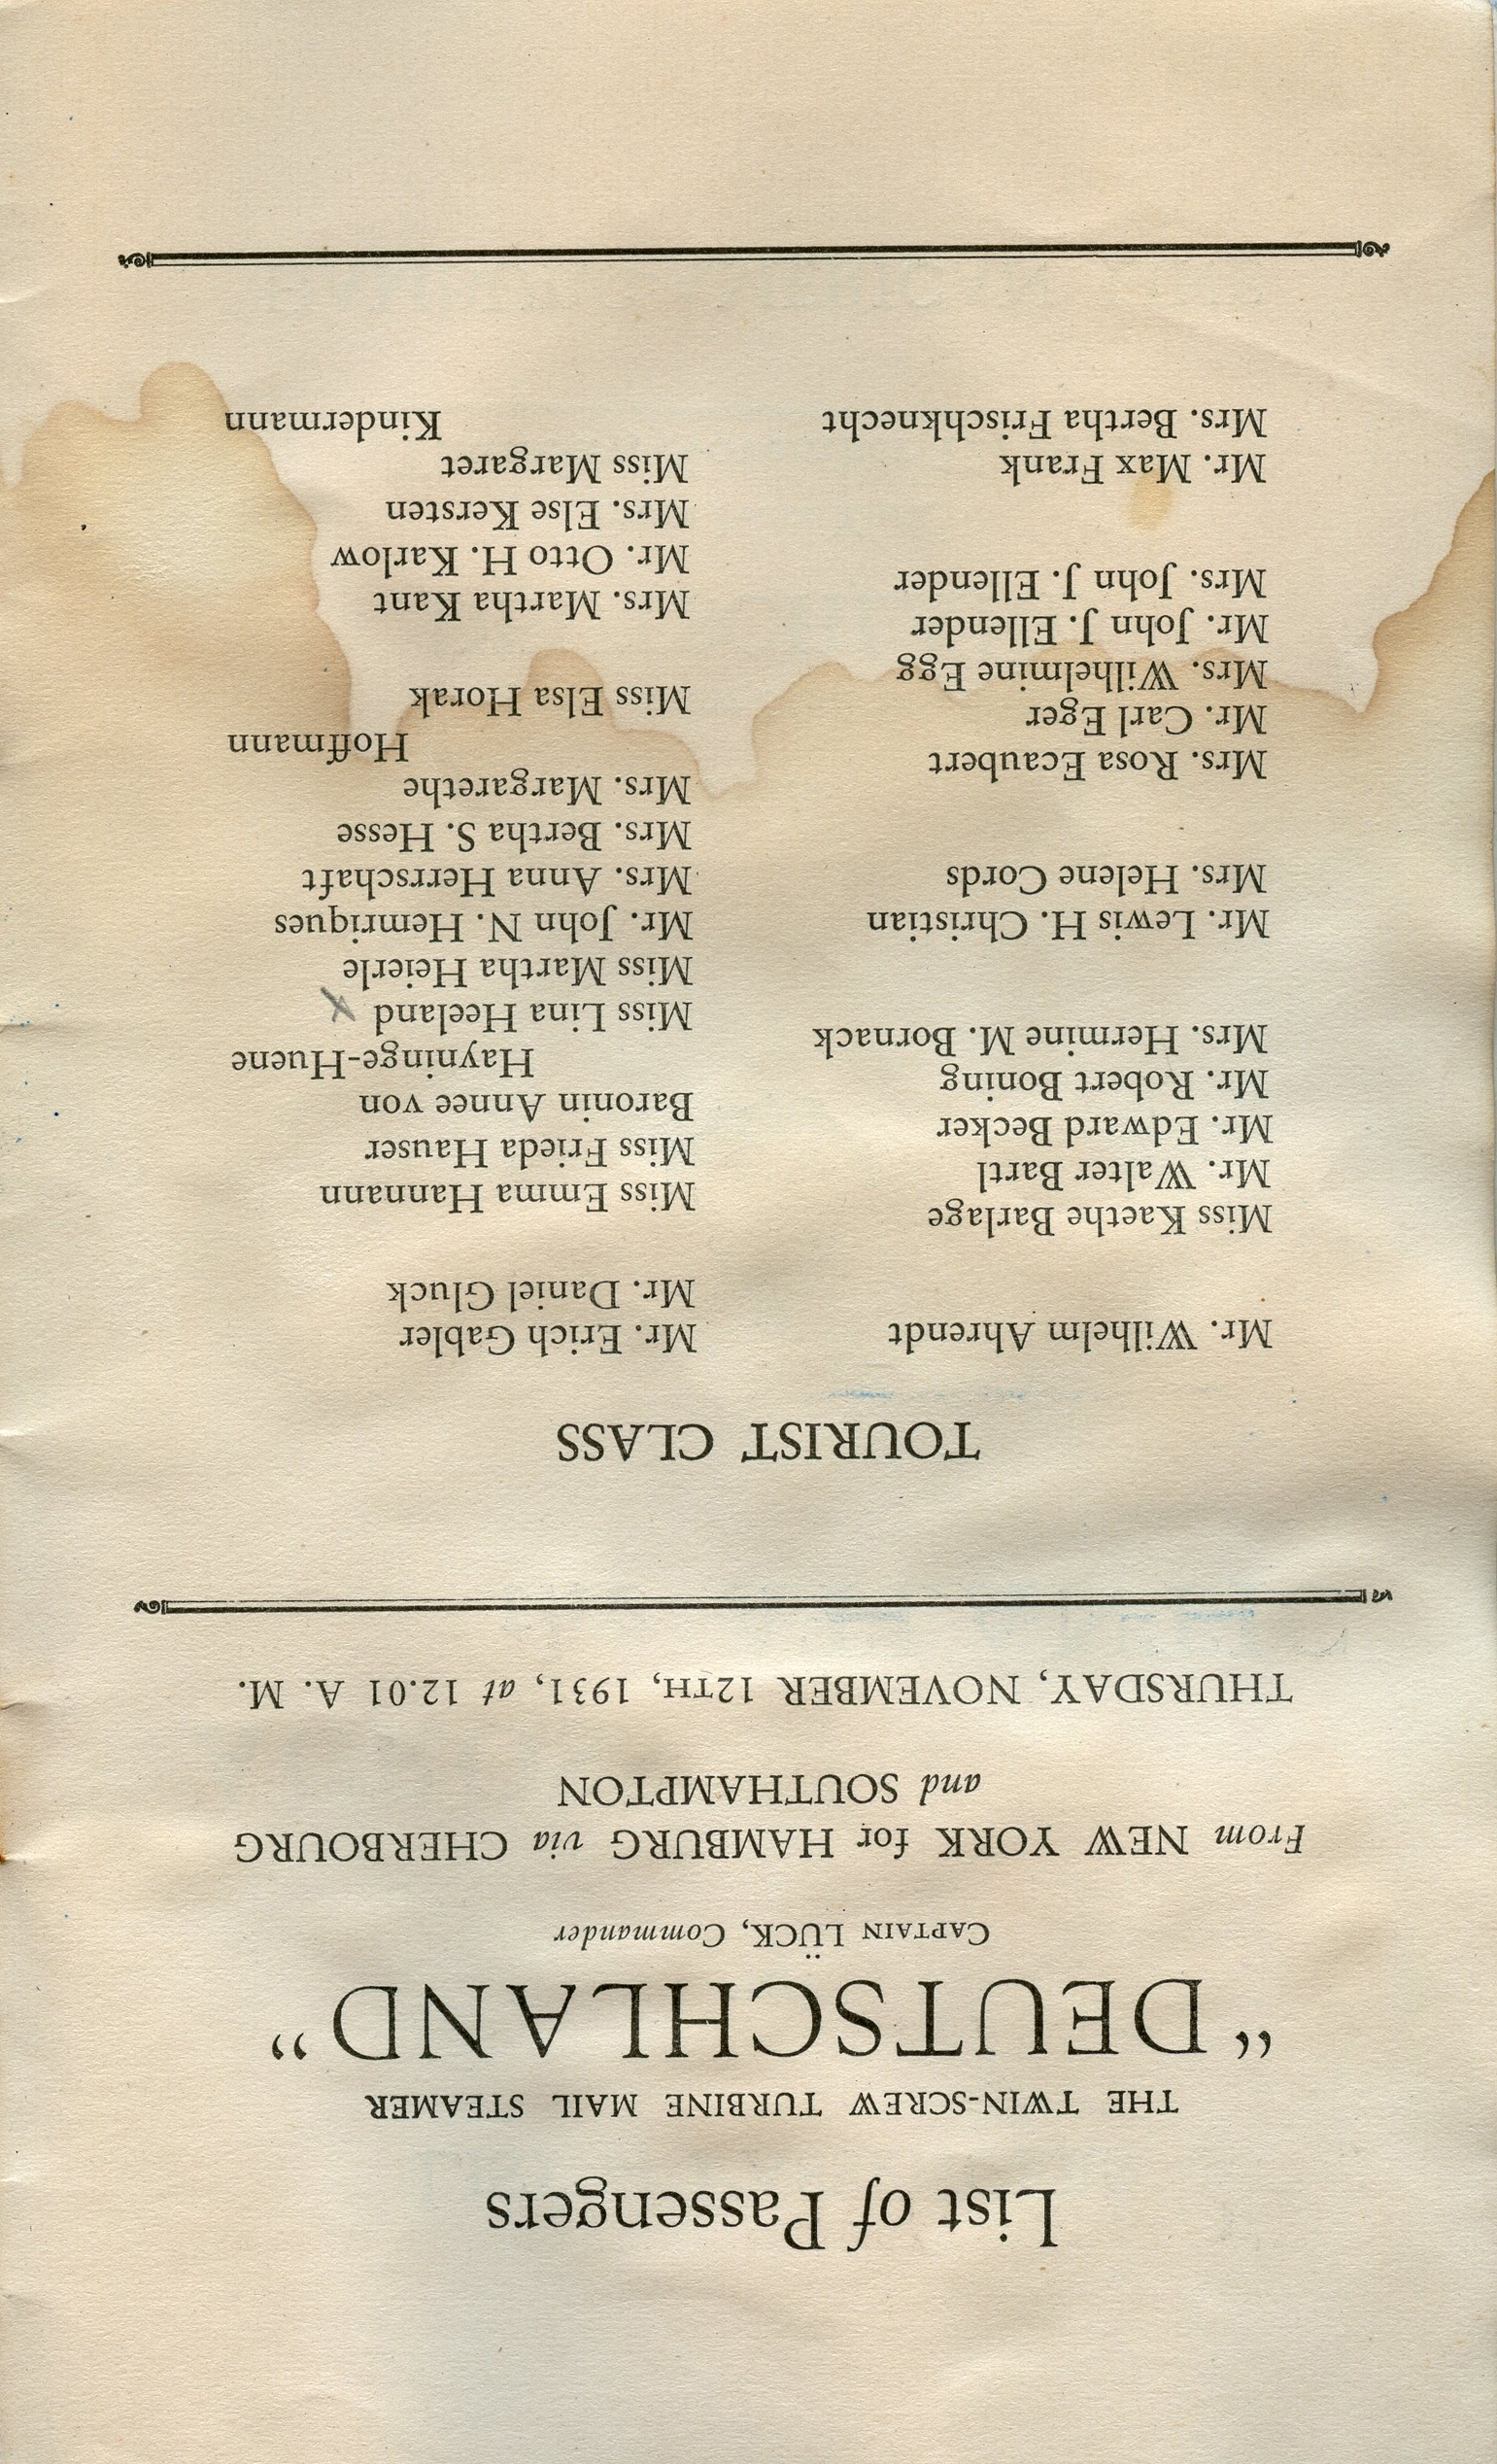 List of Passengers
THE TWIN-SCREW TURBINE MAIL STEAMER
“DEUTSCHLAND”
CAPTAIN LÜCK, Commander
From NEW YORK for HAMBURG via CHERBOURG
and SOUTHAMPTON
THURSDAY, NOVEMBER 12TH, 1931, at 12.01 A. M.
TOURIST CLASS
Mr. Wilhelm Ahrendt
Miss Kaethe Barlage
Mr. Walter Bartl
Mr. Edward Becker
Mr. Robert Boning
Mrs. Hermine M. Bornack
Mr. Lewis H. Christian
Mrs. Helene Cords
Mrs. Rosa Ecaubert
Mr. Carl Eger
Mrs. Wilhelmine Egg
Mr. John J. Ellender
Mrs. John J. Ellender
Mr. Max Frank
Mrs. Bertha Frischknecht
Mr. Erich Gabler
Mr. Daniel Gluck
Miss Emma Hannann
Miss Frieda Hauser
Baronin Annee von
Hayninge-Huene
Miss Lina Heeland x
Miss Martha Heierle
Mr. John N. Hemriques
Mrs. Anna Herrschaft
Mrs. Bertha S. Hesse
Mrs. Margarethe
Hoffmann
Miss Elsa Horak
Mrs. Martha Kant
Mr. Otto H. Karlow
Mrs. Else Kersten
Miss Margaret
Kindermann